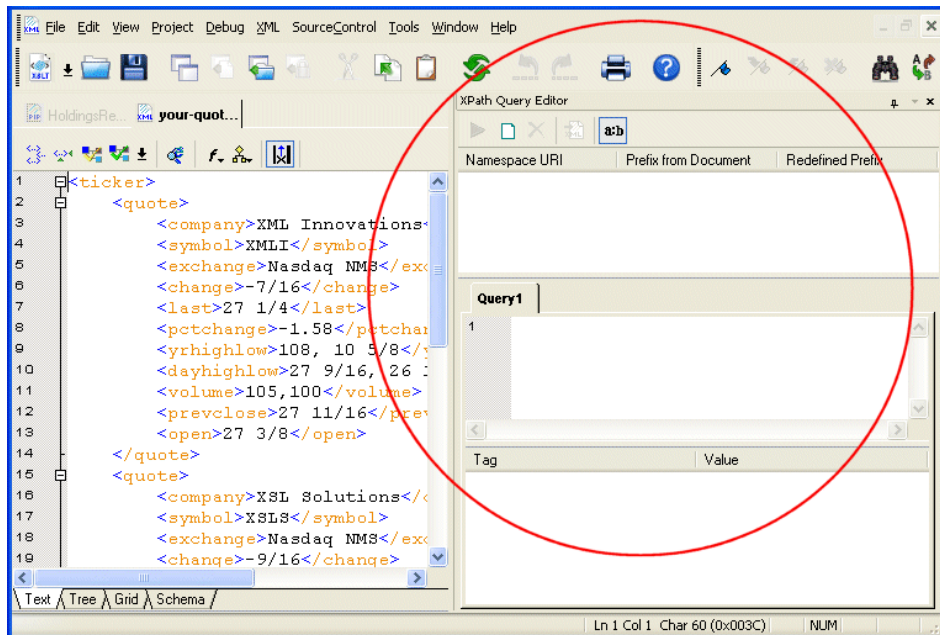 File Edit View Project Debug XML SourceControl Tools Window Help
XPath Query Editor
HoldingsRe... your-quot...
a:b
Namespace URI Prefix from Document Redefined Prefix
1 <ticker>
2 <quote>
3 <company>XML Innovations<
4 <symbol>XMLI</symbol>
5 <exchange>Nasdaq NMS</exc
6 <change>-7/16</change>
7 <last>27 1/4</last>
8 <pctchange>-1.58</pctchan
9 <yrhighlow>108, 10 5/8</y
10 <dayhighlow>27 9/16, 26
11 <volume>105,100</volume>
12 <prevclose>27 11/16</prev
13 <open>27 3/8</open>
14 </quote>
15 <quote>
16 <company>XSL Solutions</
17 <symbol>XSLS</symbol>
18 <exchange>Nasdaq NMS</exc
19 <change>-9/16</change>
Query1
1
Tag Value
Text Tree Grid Schema
Ln 1 Col 1 Char 60 (0x003C) NUM